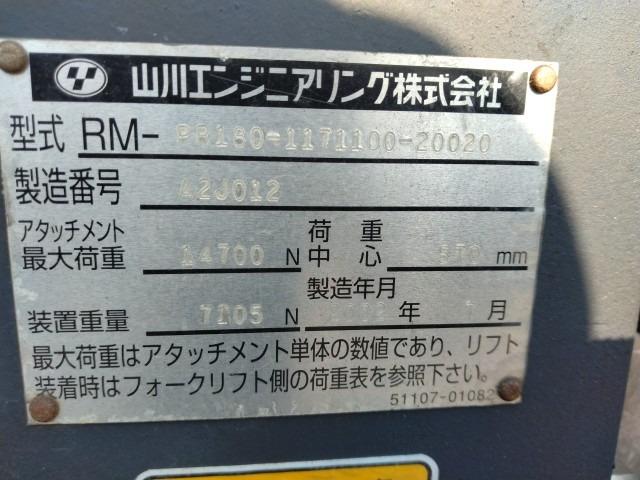 山川エンジニアリング株式会社
型式 RM-PR180-1171100-20020
製造番号 A2J012
アタッチメント 荷重
最大荷重 14700 N 中心 mm
製造年月
装置重量 7105 N 年 月
最大荷重はアタッチメント単体の数値であり、リフト
装着時はフォークリフト側の荷重表を参照下さい。
51107-01082